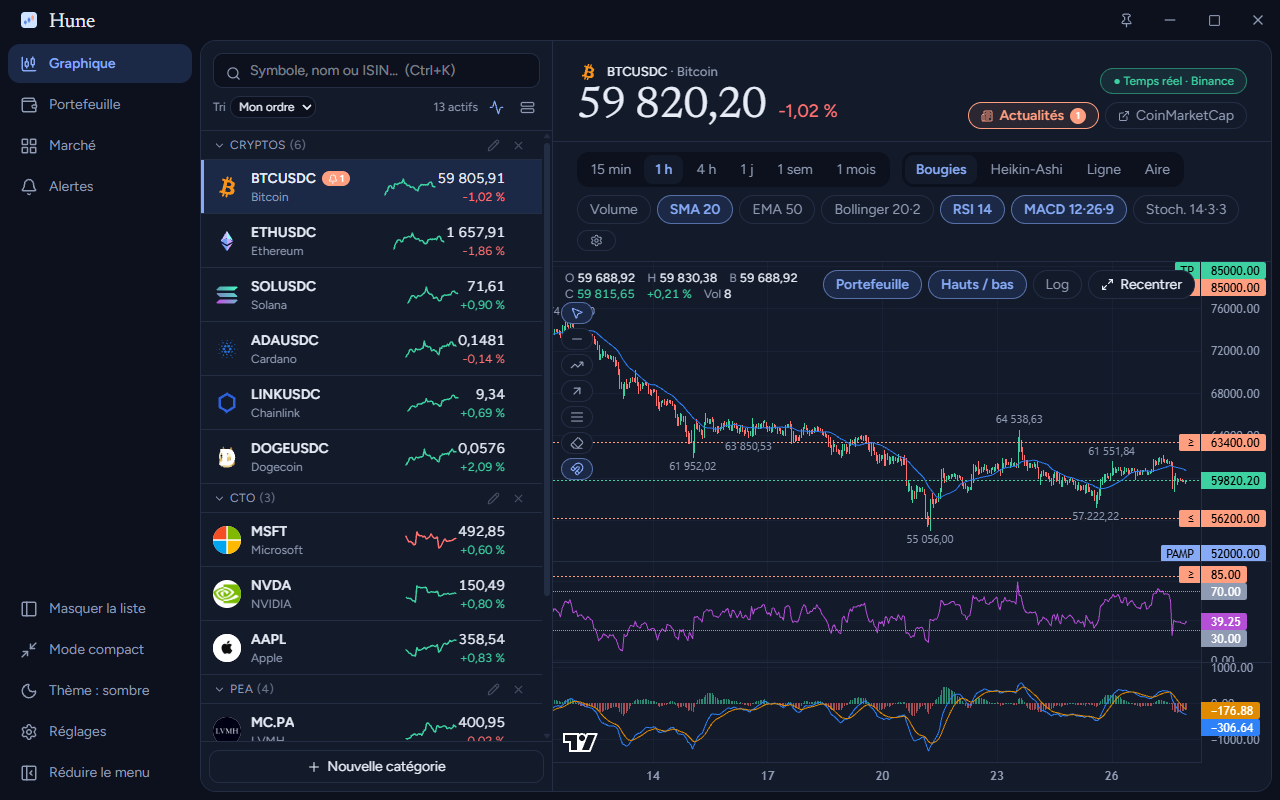 Hune
Graphique
Portefeuille
Marché
Alertes
Masquer la liste
Mode compact
Thème : sombre
Réglages
Réduire le menu
Symbole, nom ou ISIN... (Ctrl+K)
Tri Mon ordre 13 actifs
CRYPTOS (6)
BTCUSDC 1 59 805,91
Bitcoin -1,02 %
ETHUSDC 1 657,91
Ethereum -1,86 %
SOLUSDC 71,61
Solana +0,90 %
ADAUSDC 0,1481
Cardano -0,14 %
LINKUSDC 9,34
Chainlink +0,69 %
DOGEUSDC 0,0576
Dogecoin +2,09 %
CTO (3)
MSFT 492,85
Microsoft +0,60 %
NVDA 150,49
NVIDIA +0,80 %
AAPL 358,54
Apple +0,83 %
PEA (4)
MC.PA 400,95
LVMH
LVMH -0,02 %
+ Nouvelle catégorie
BTCUSDC · Bitcoin
59 820,20 -1,02 %
Temps réel · Binance
Actualités 1 CoinMarketCap
15 min 1 h 4 h 1 j 1 sem 1 mois Bougies Heikin-Ashi Ligne Aire
Volume SMA 20 EMA 50 Bollinger 20·2 RSI 14 MACD 12·26·9 Stoch. 14·3·3
O 59 688,92 H 59 830,38 B 59 688,92
C 59 815,65 +0,21 % Vol 8
Portefeuille Hauts / bas Log Recentrer
TP 85000.00
85000.00
76000.00
72000.00
68000.00
64 538,63
≥ 63400.00
63 850,53
61 551,84
61 952,02
59820.20
57 222,22
≤ 56200.00
55 056,00
PAMP 52000.00
≥ 85.00
70.00
39.25
30.00
0.00
1000.00
−176.88
−306.64
−1000.00
14 17 20 23 26